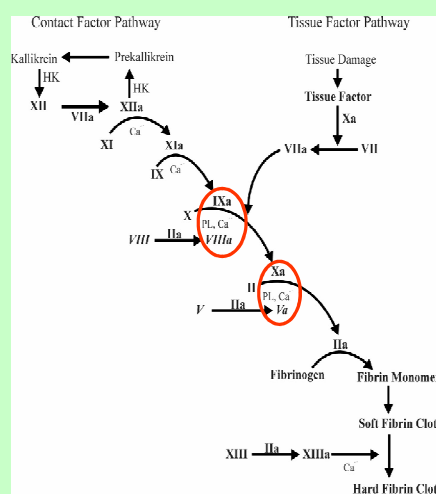 Contact Factor Pathway
Tissue Factor Pathway
Kallikrein
Prekallikrein
Tissue Damage
HK
HK
Tissue Factor
XII
XIIa
VIIa
Xa
Ca
XI
XIa
VIIa
VII
IX
Ca
IXa
X
PL, Ca
VIII
IIa
VIIIa
Xa
II
PL, Ca
V
IIa
Va
IIa
Fibrinogen
Fibrin Monomer
Soft Fibrin Clot
XIII
IIa
XIIIa
Ca
Hard Fibrin Clot